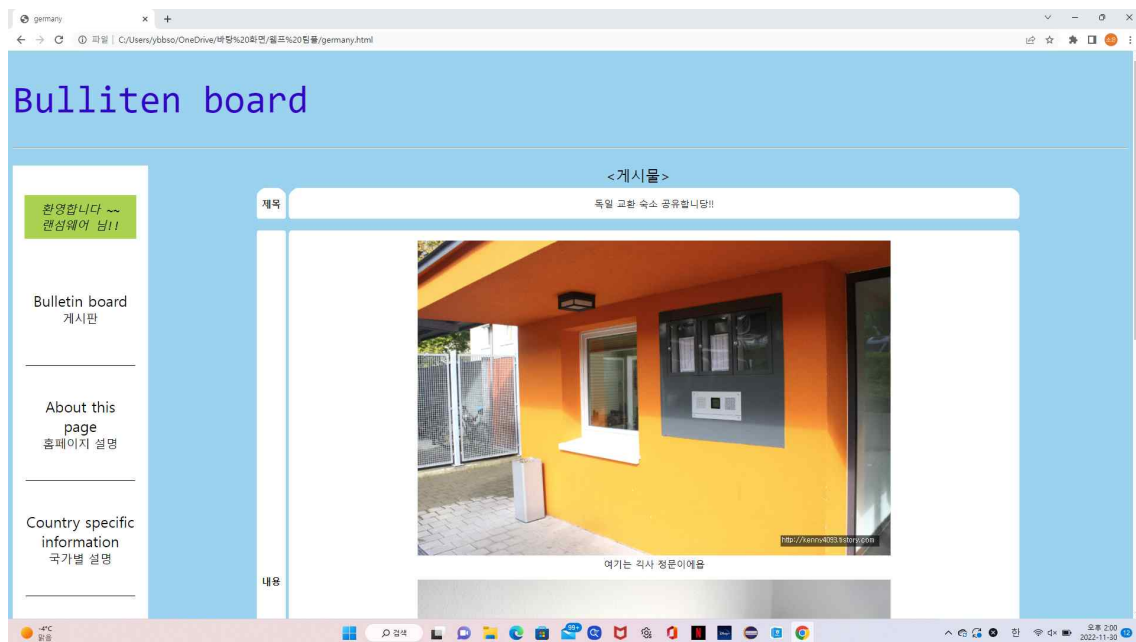 germany
파일 | C:/Users/ybbso/OneDrive/바탕%20화면/웹프%20팀플/germany.html
Bulliten board
환영합니다 ~~
랜섬웨어 님!!
Bulletin board
게시판
About this
page
홈페이지 설명
Country specific
information
국가별 설명
<게시물>
제목
독일 교환 숙소 공유합니당!!
http://kenny4093.tistory.com
여기는 긱사 정문이에욥
내용
-4°C
맑음
검색
99+
한
오후 2:00
2022-11-30
12